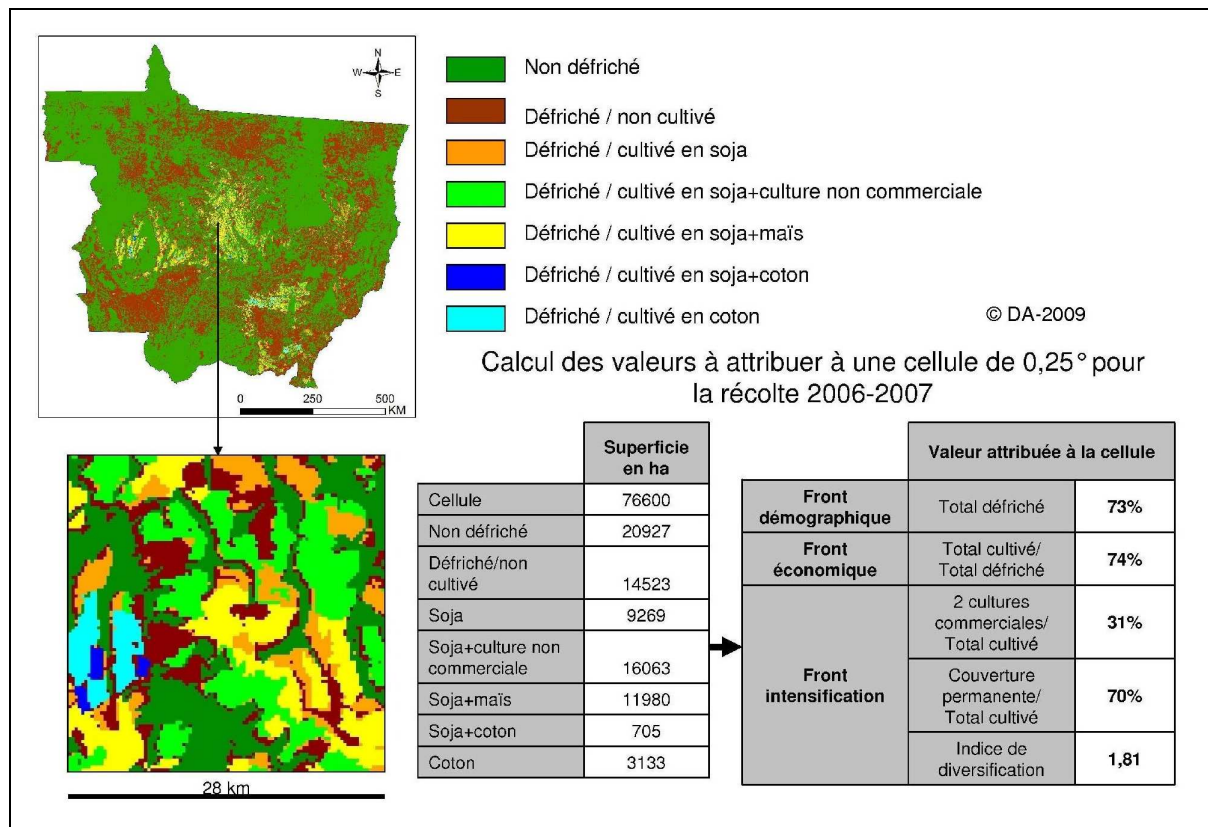 N
W E
S
0 250 500
KM
Non défriché
Défriché / non cultivé
Défriché / cultivé en soja
Défriché / cultivé en soja+culture non commerciale
Défriché / cultivé en soja+maïs
Défriché / cultivé en soja+coton
Défriché / cultivé en coton
© DA-2009
Calcul des valeurs à attribuer à une cellule de 0,25° pour
la récolte 2006-2007
28 km
Superficie
en ha
Cellule 76600
Non défriché 20927
Défriché/non
cultivé 14523
Soja 9269
Soja+culture non
commerciale 16063
Soja+maïs 11980
Soja+coton 705
Coton 3133
Valeur attribuée à la cellule
Front
démographique
Total défriché 73%
Front
économique
Total cultivé/
Total défriché 74%
Front
intensification
2 cultures
commerciales/
Total cultivé 31%
Couverture
permanente/
Total cultivé 70%
Indice de
diversification 1,81